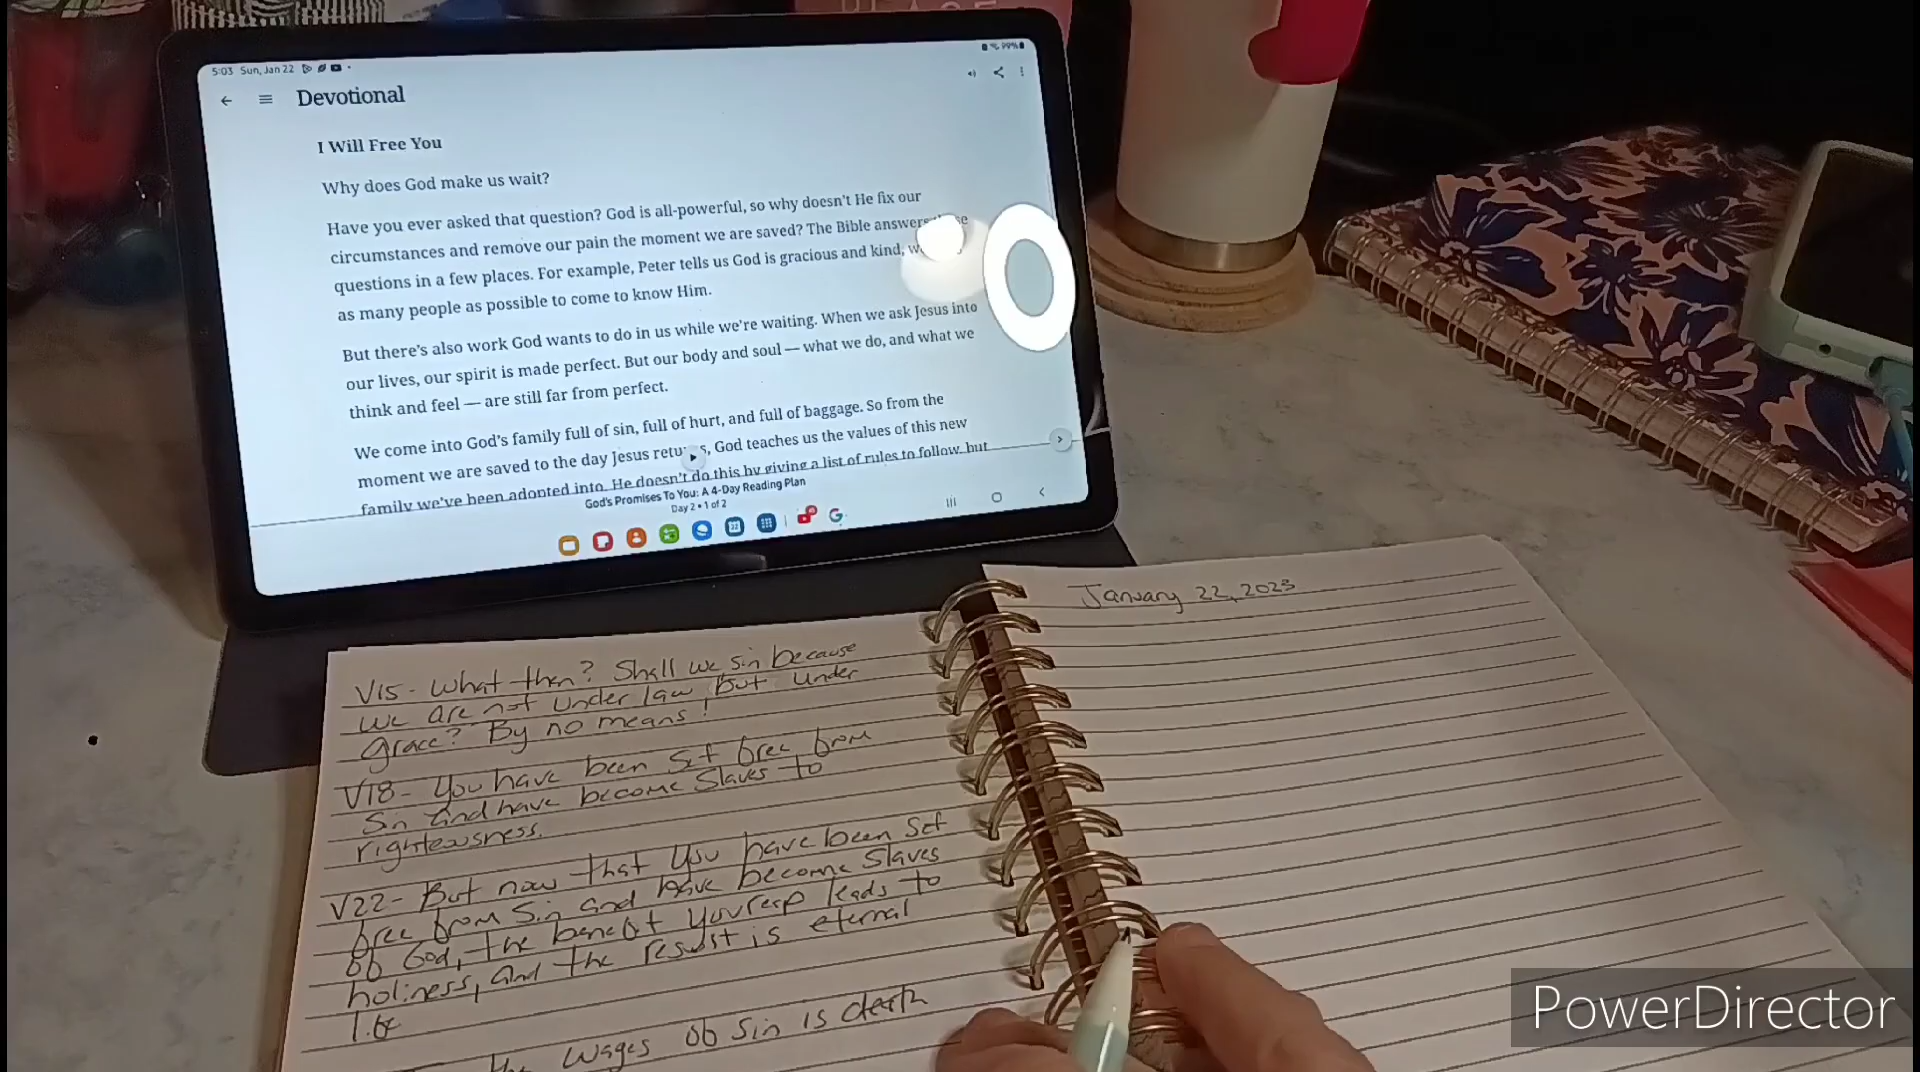 PEACE
5:03 Sun, Jan 22
99%
Devotional
I Will Free You
Why does God make us wait?
Have you ever asked that question? God is all-powerful, so why doesn't He fix our
circumstances and remove our pain the moment we are saved? The Bible answers
questions in a few places. For example, Peter tells us God is gracious and kind,
as many people as possible to come to know Him.
But there's also work God wants to do in us while we're waiting. When we ask Jesus into
our lives, our spirit is made perfect. But our body and soul — what we do, and what we
think and feel — are still far from perfect.
We come into God's family full of sin, full of hurt, and full of baggage. So from the
moment we are saved to the day Jesus returns, God teaches us the values of this new
family we've been adopted into. He doesn't do this by giving a list of rules to follow, but
God's Promises To You: A 4-Day Reading Plan
Day 2 • 1 of 2
January 22, 2023
V15- What then? Shall we sin because
we are not under law but under
grace? By no means!
V18- You have been set free from
sin and have become slaves to
righteousness.
V22- But now that you have been set
free from sin and have become slaves
of God, the benefit you reap leads to
holiness, and the result is eternal
life
the wages of sin is death
PowerDirector